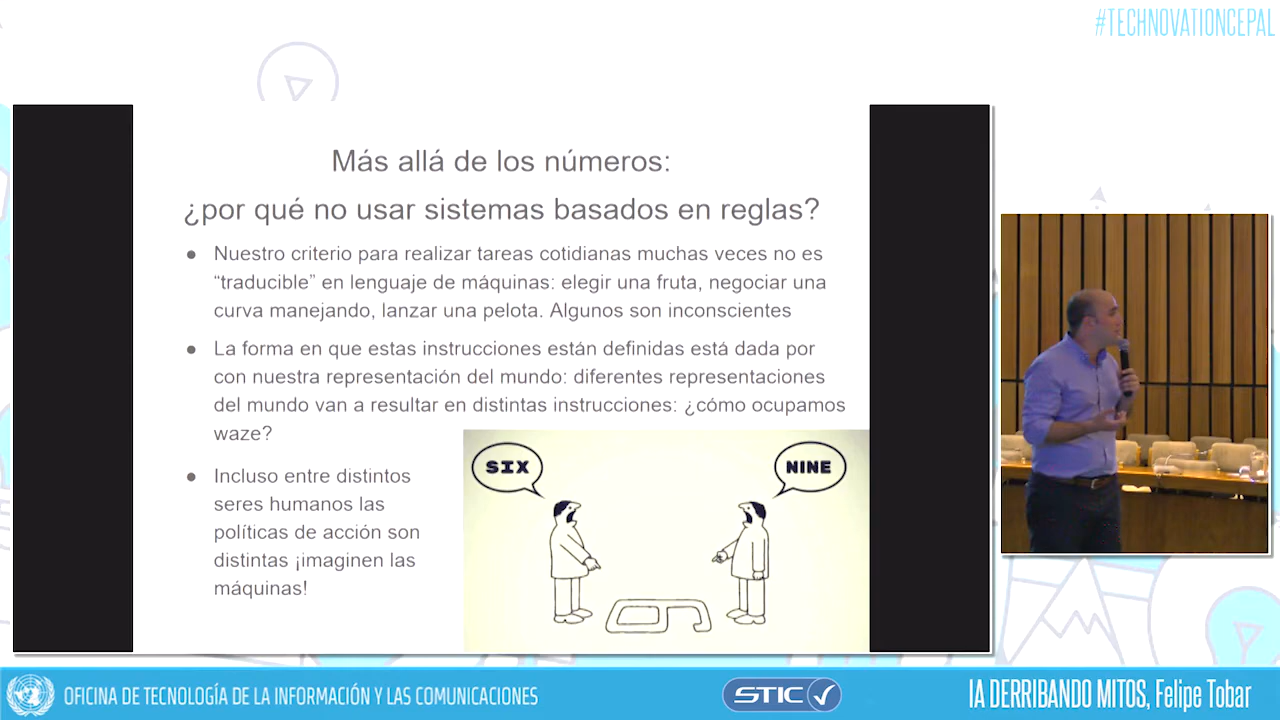 #TECHNOVATIONCEPAL
Más allá de los números:
¿por qué no usar sistemas basados en reglas?
● Nuestro criterio para realizar tareas cotidianas muchas veces no es
“traducible” en lenguaje de máquinas: elegir una fruta, negociar una
curva manejando, lanzar una pelota. Algunos son inconscientes
● La forma en que estas instrucciones están definidas está dada por
con nuestra representación del mundo: diferentes representaciones
del mundo van a resultar en distintas instrucciones: ¿cómo ocupamos
waze?
● Incluso entre distintos
seres humanos las
políticas de acción son
distintas ¡imaginen las
máquinas!
SIX
NINE
OFICINA DE TECNOLOGÍA DE LA INFORMACIÓN Y LAS COMUNICACIONES
STIC
IA DERRIBANDO MITOS, Felipe Tobar